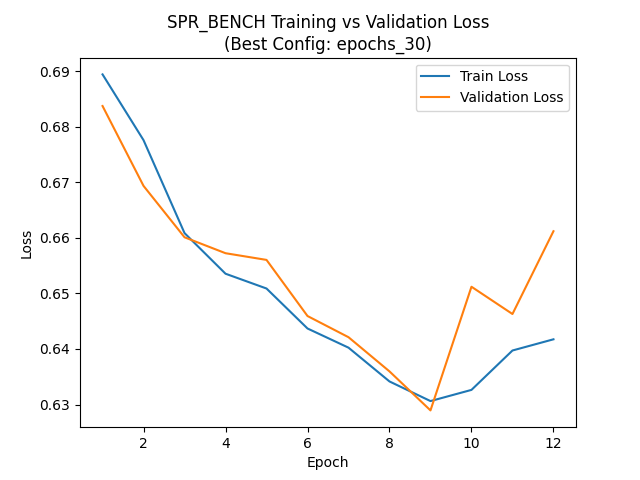 SPR_BENCH Training vs Validation Loss
(Best Config: epochs_30)
Train Loss
Validation Loss
Loss
0.69
0.68
0.67
0.66
0.65
0.64
0.63
2
4
6
8
10
12
Epoch